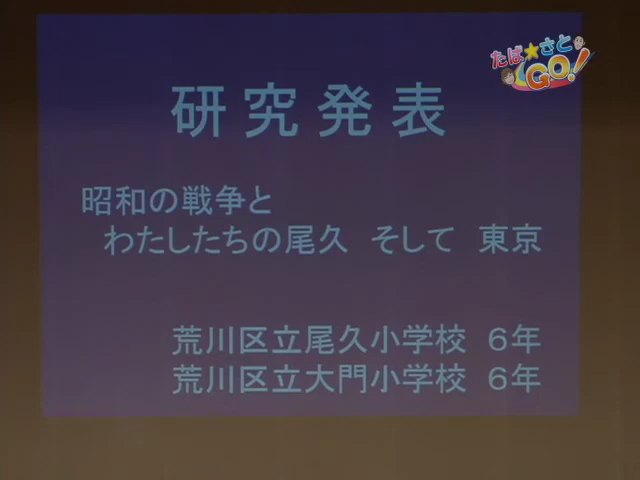 たば★さと
GO!
研究発表
昭和の戦争と
わたしたちの尾久 そして 東京
荒川区立尾久小学校 6年
荒川区立大門小学校 6年